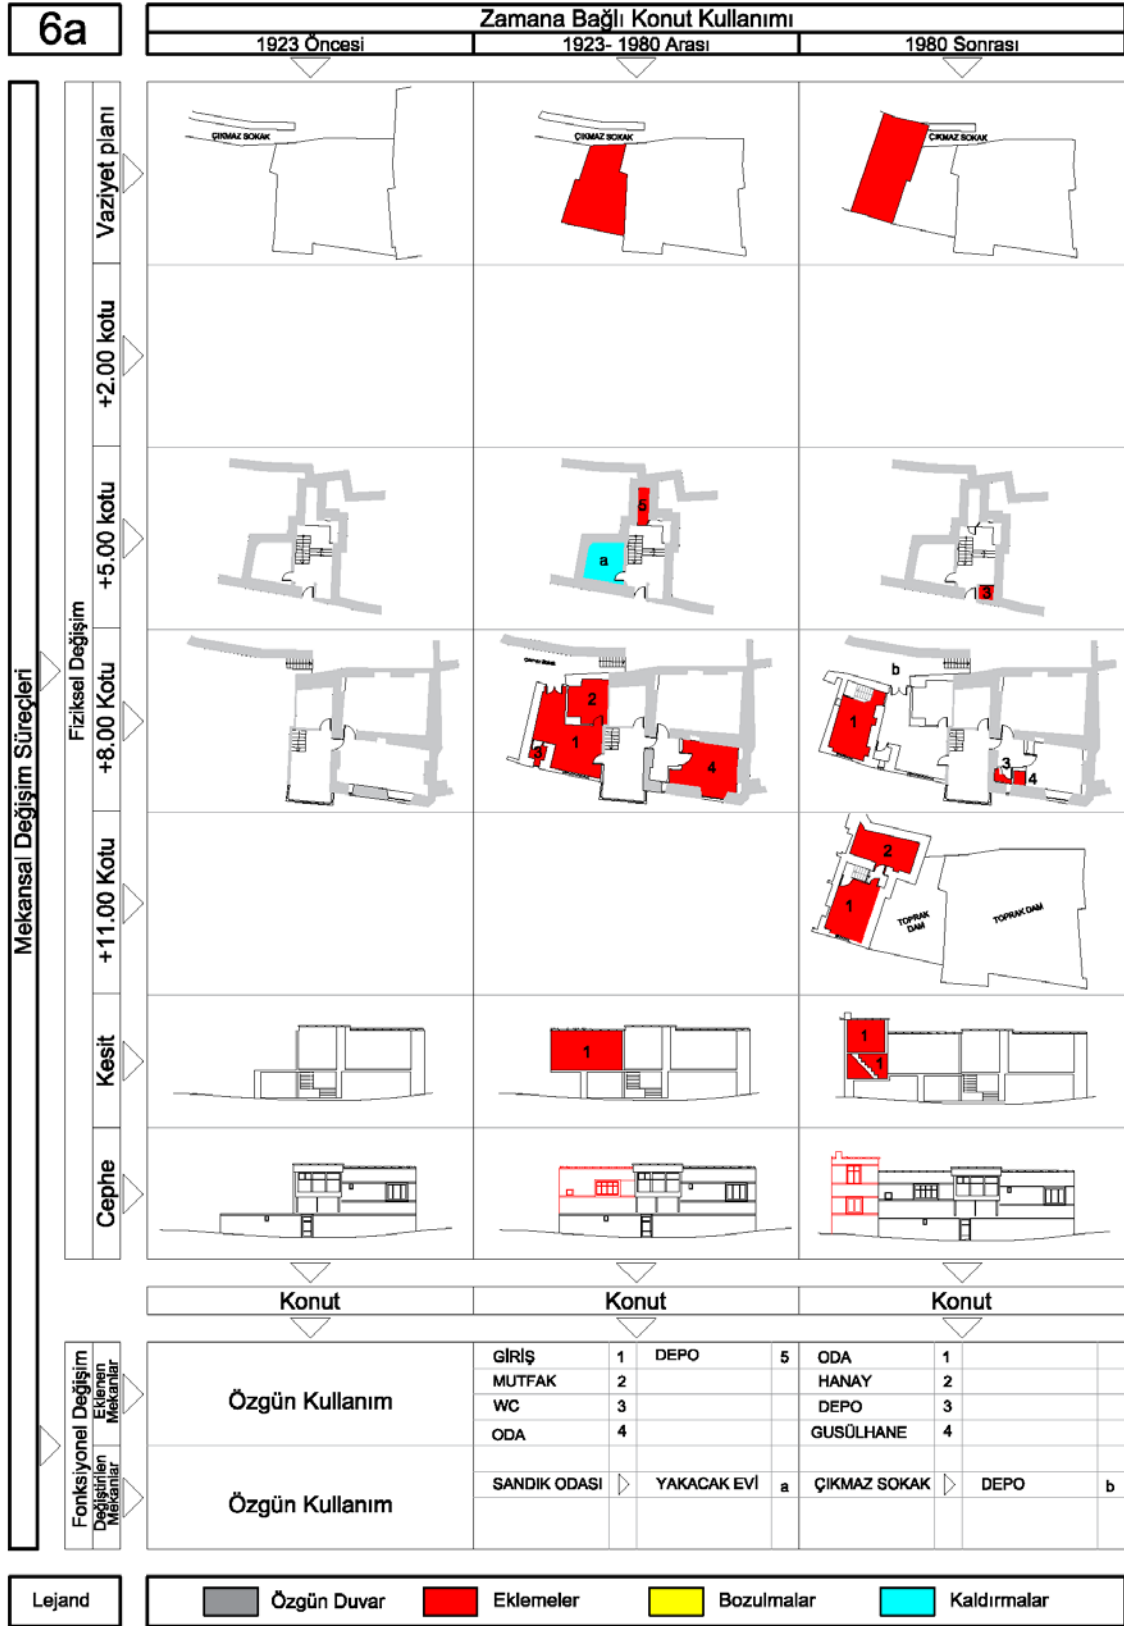 6a
Zamana Bağlı Konut Kullanımı
1923 Öncesi
1923- 1980 Arası
1980 Sonrası
Mekansal Değişim Süreçleri
Fiziksel Değişim
Vaziyet planı
ÇIKMAZ SOKAK
ÇIKMAZ SOKAK
ÇIKMAZ SOKAK
+2.00 kotu
+5.00 kotu
5
a
3
+8.00 Kotu
2
1
3
4
b
1
3
4
+11.00 Kotu
2
1
TOPRAK
DAM
TOPRAK DAM
Kesit
1
1
1
Cephe
Konut
Konut
Konut
Fonksiyonel Değişim
Eklenen
Mekanlar
Özgün Kullanım
GİRİŞ 1 DEPO 5 ODA 1
MUTFAK 2 HANAY 2
WC 3 DEPO 3
ODA 4 GUSÜLHANE 4
Değiştirilen
Mekanlar
Özgün Kullanım
SANDIK ODASI YAKACAK EVİ a ÇIKMAZ SOKAK DEPO b
Lejand
Özgün Duvar
Eklemeler
Bozulmalar
Kaldırmalar